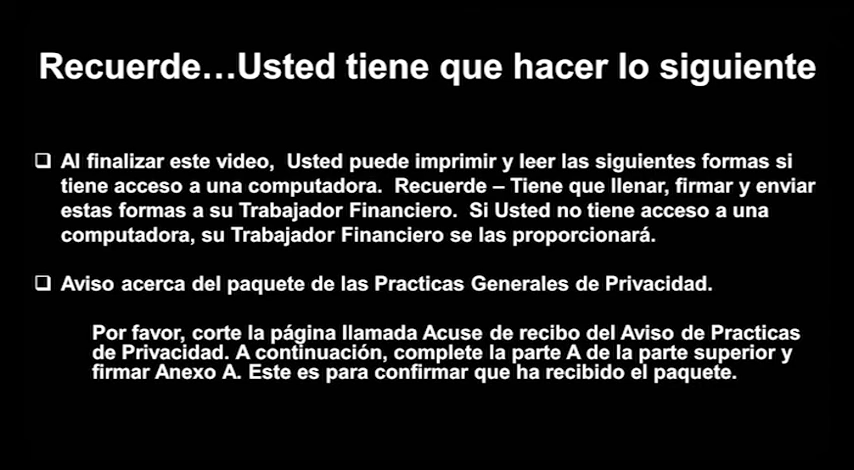 Recuerde…Usted tiene que hacer lo siguiente
❑ Al finalizar este video, Usted puede imprimir y leer las siguientes formas si
tiene acceso a una computadora. Recuerde – Tiene que llenar, firmar y enviar
estas formas a su Trabajador Financiero. Si Usted no tiene acceso a una
computadora, su Trabajador Financiero se las proporcionará.
❑ Aviso acerca del paquete de las Practicas Generales de Privacidad.
Por favor, corte la página llamada Acuse de recibo del Aviso de Practicas
de Privacidad. A continuación, complete la parte A de la parte superior y
firmar Anexo A. Este es para confirmar que ha recibido el paquete.